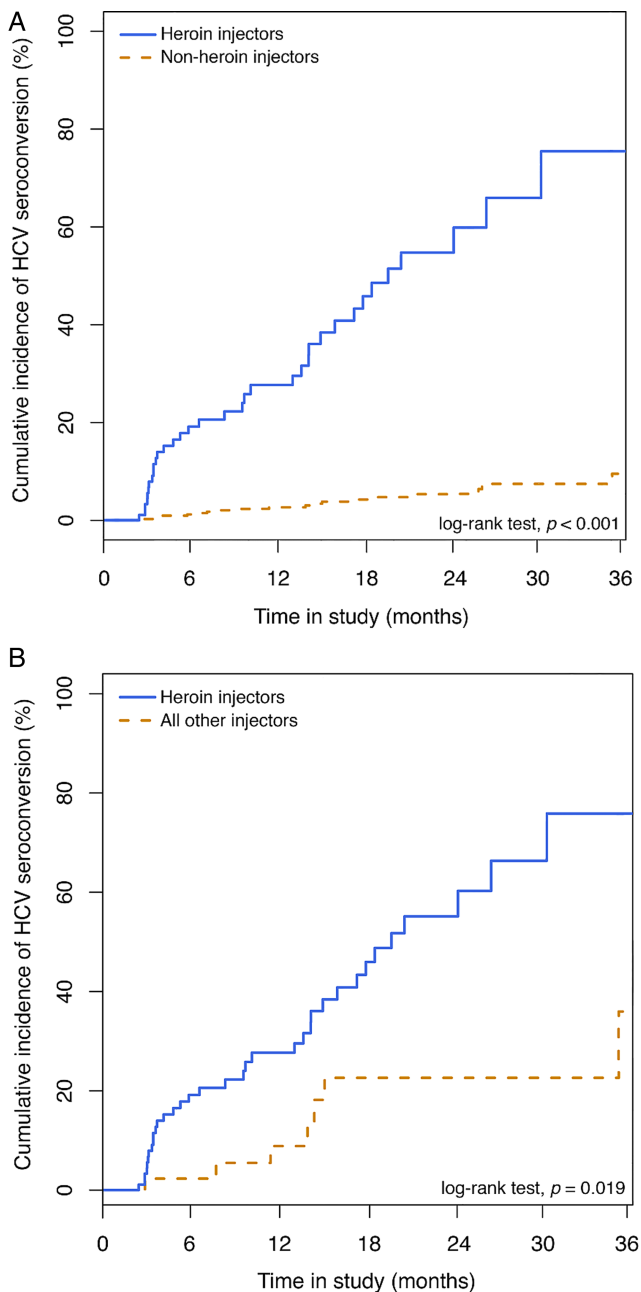 A
Cumulative incidence of HCV seroconversion (%)
100
80
60
40
20
0
Heroin injectors
Non-heroin injectors
log-rank test, p < 0.001
0 6 12 18 24 30 36
Time in study (months)
B
Cumulative incidence of HCV seroconversion (%)
100
80
60
40
20
0
Heroin injectors
All other injectors
log-rank test, p = 0.019
0 6 12 18 24 30 36
Time in study (months)